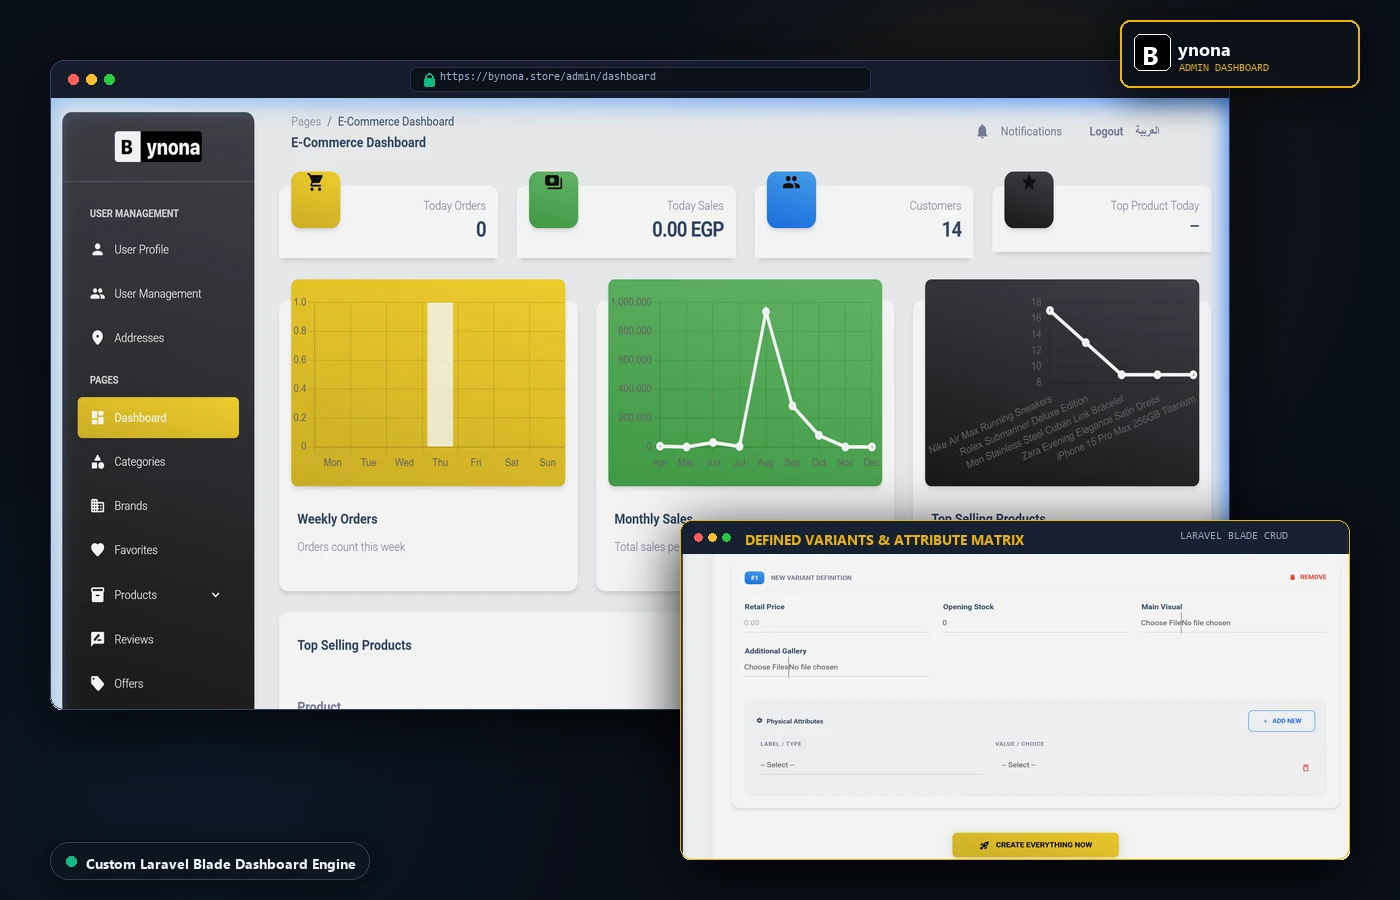 B ynona
ADMIN DASHBOARD
https://bynona.store/admin/dashboard
B ynona
USER MANAGEMENT
User Profile
User Management
Addresses
PAGES
Dashboard
Categories
Brands
Favorites
Products
Reviews
Offers
Pages / E-Commerce Dashboard
E-Commerce Dashboard
Notifications Logout العربية
Today Orders
0
Today Sales
0.00 EGP
Customers
14
Top Product Today
–
1.0
0.8
0.6
0.4
0.2
0
Mon Tue Wed Thu Fri Sat Sun
Weekly Orders
Orders count this week
1,000,000
800,000
600,000
400,000
200,000
0
Apr May Jun Jul Aug Sep Oct Nov Dec
Monthly Sales
Total sales pe
18
16
14
12
10
8
Nike Air Max Running Sneakers
Rolex Submariner Deluxe Edition
Men Stainless Steel Cuban Link Bracelet
Zara Evening Elegance Satin Dress
iPhone 15 Pro Max 256GB Titanium
Top Selling Products
Top Selling Products
Product
DEFINED VARIANTS & ATTRIBUTE MATRIX
LARAVEL BLADE CRUD
#1 NEW VARIANT DEFINITION
REMOVE
Retail Price
0.00
Opening Stock
0
Main Visual
Choose File No file chosen
Additional Gallery
Choose Files No file chosen
Physical Attributes
+ ADD NEW
LABEL / TYPE
VALUE / CHOICE
-- Select --
-- Select --
CREATE EVERYTHING NOW
Custom Laravel Blade Dashboard Engine